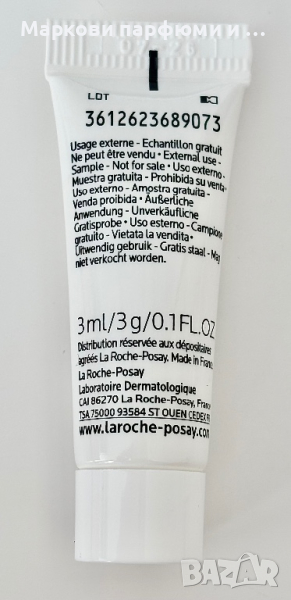 Маркови парфюми и ...
LOT
3612623689073
Usage externe - Echantillon gratuit
Ne peut être vendu • External use -
Sample - Not for sale • Uso externo -
Muestra gratuita - Prohibida su venta•
Uso externo - Amostra gratuita -
Venda proibida • Äußerliche
Anwendung - Unverkäufliche
Gratisprobe • Uso esterno - Campione
gratuito - Vietata la vendita•
Uitwendig gebruik - Gratis staal - Mag
niet verkocht worden.
3ml/3g/0.1FL.OZ
Distribution réservée aux dépositaires
agréés La Roche-Posay. Made in France
La Roche-Posay
Laboratoire Dermatologique
CAI 86270 La Roche-Posay, France
TSA 75000 93584 ST OUEN CEDEX
www.laroche-posay.com
BAZAR